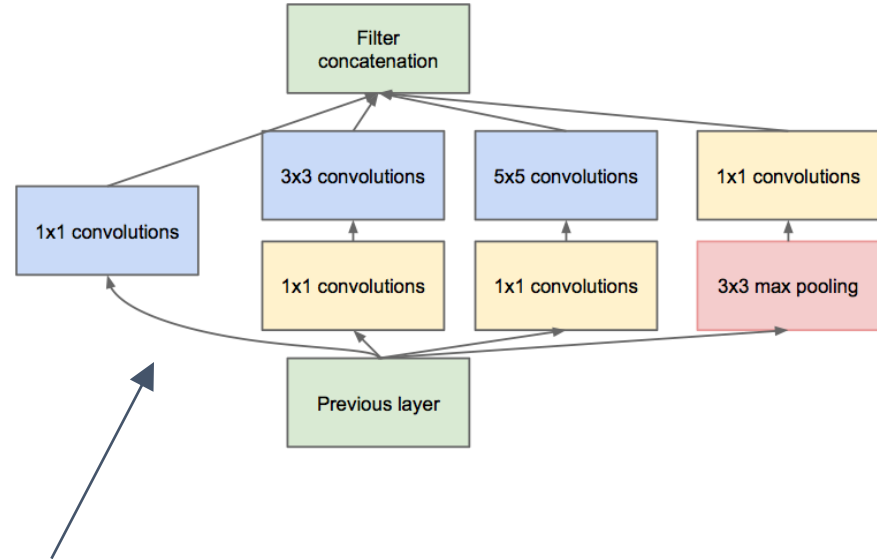 Filter
concatenation
3x3 convolutions
5x5 convolutions
1x1 convolutions
1x1 convolutions
1x1 convolutions
1x1 convolutions
3x3 max pooling
Previous layer